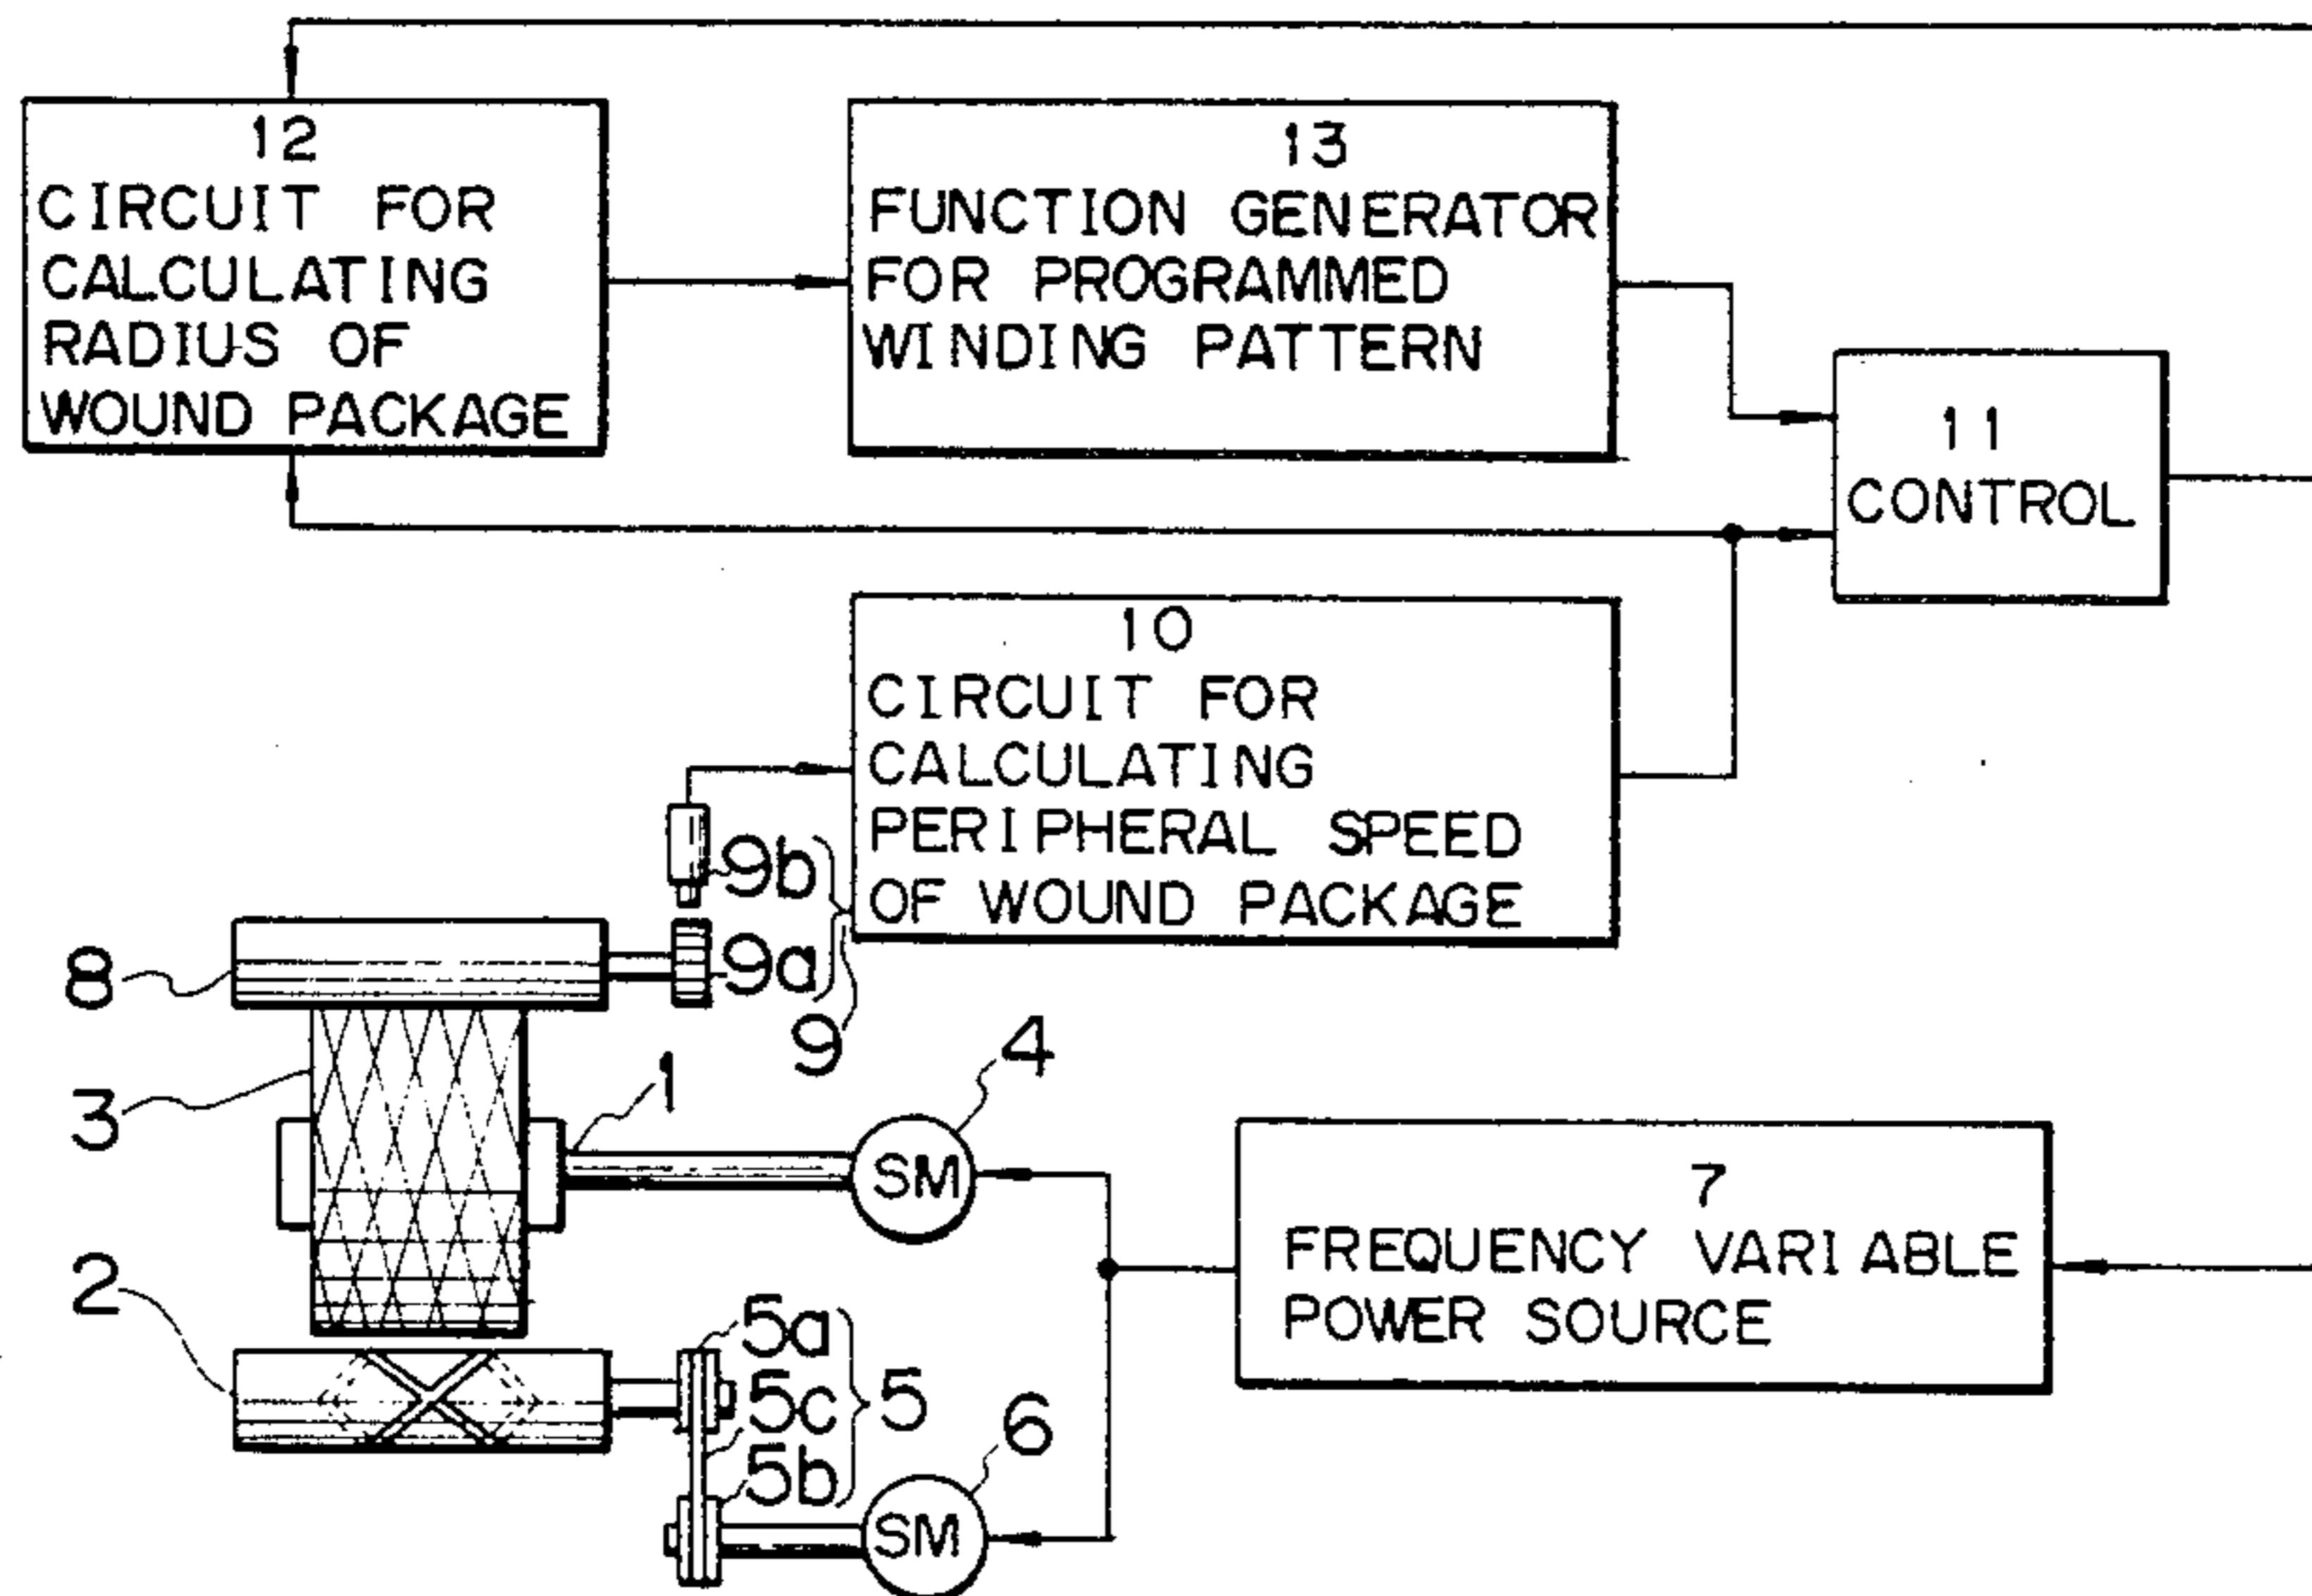 12
CIRCUIT FOR
CALCULATING
RADIUS OF
WOUND PACKAGE
13
FUNCTION GENERATOR
FOR PROGRAMMED
WINDING PATTERN
11
CONTROL
10
CIRCUIT FOR
CALCULATING
PERIPHERAL SPEED
OF WOUND PACKAGE
9b
9a
9
8
3
1
4
SM
2
5a
5c
5b
5
6
SM
7
FREQUENCY VARIABLE
POWER SOURCE